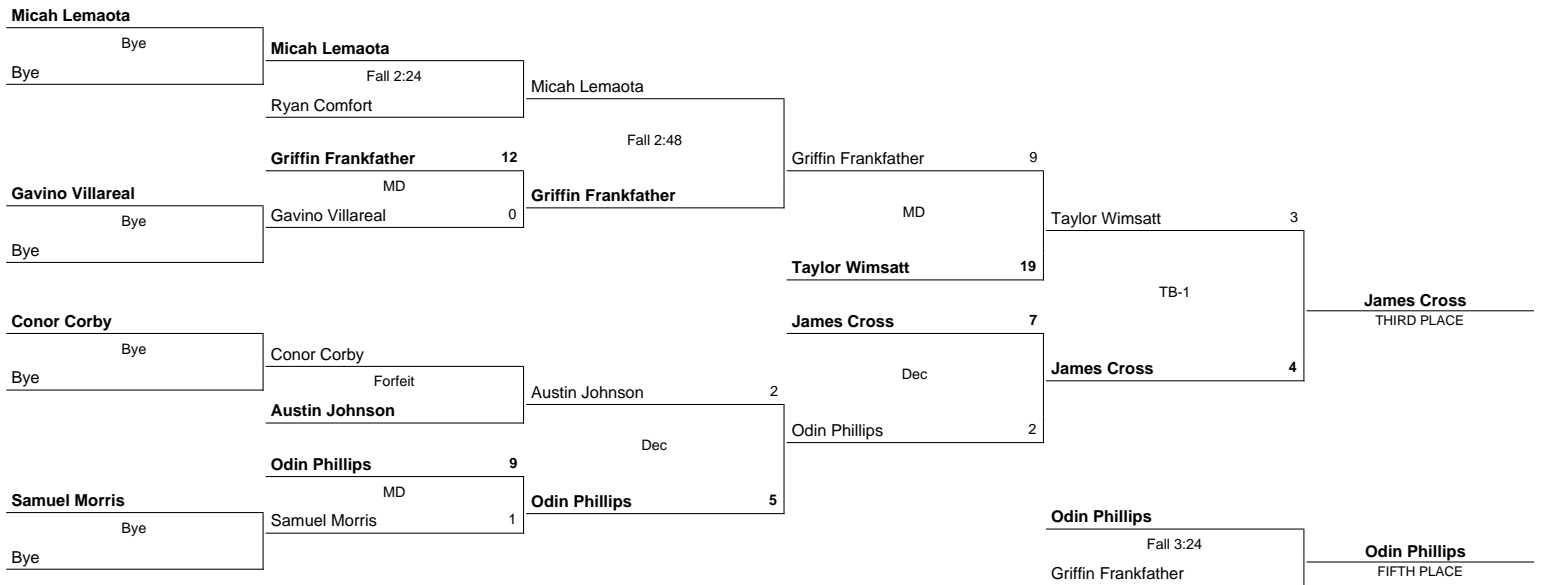 Micah Lemaota
Bye
Bye
Micah Lemaota
Fall 2:24
Ryan Comfort
Griffin Frankfather 12
MD
Gavino Villareal 0
Gavino Villareal
Bye
Bye
Micah Lemaota
Fall 2:48
Griffin Frankfather
Conor Corby
Bye
Bye
Conor Corby
Forfeit
Austin Johnson
Odin Phillips 9
MD
Samuel Morris 1
Samuel Morris
Bye
Bye
Austin Johnson 2
Dec
Odin Phillips 5
Griffin Frankfather 9
MD
Taylor Wimsatt 19
James Cross 7
Dec
Odin Phillips 2
Taylor Wimsatt 3
TB-1
James Cross 4
James Cross
THIRD PLACE
Odin Phillips
Fall 3:24
Griffin Frankfather
Odin Phillips
FIFTH PLACE